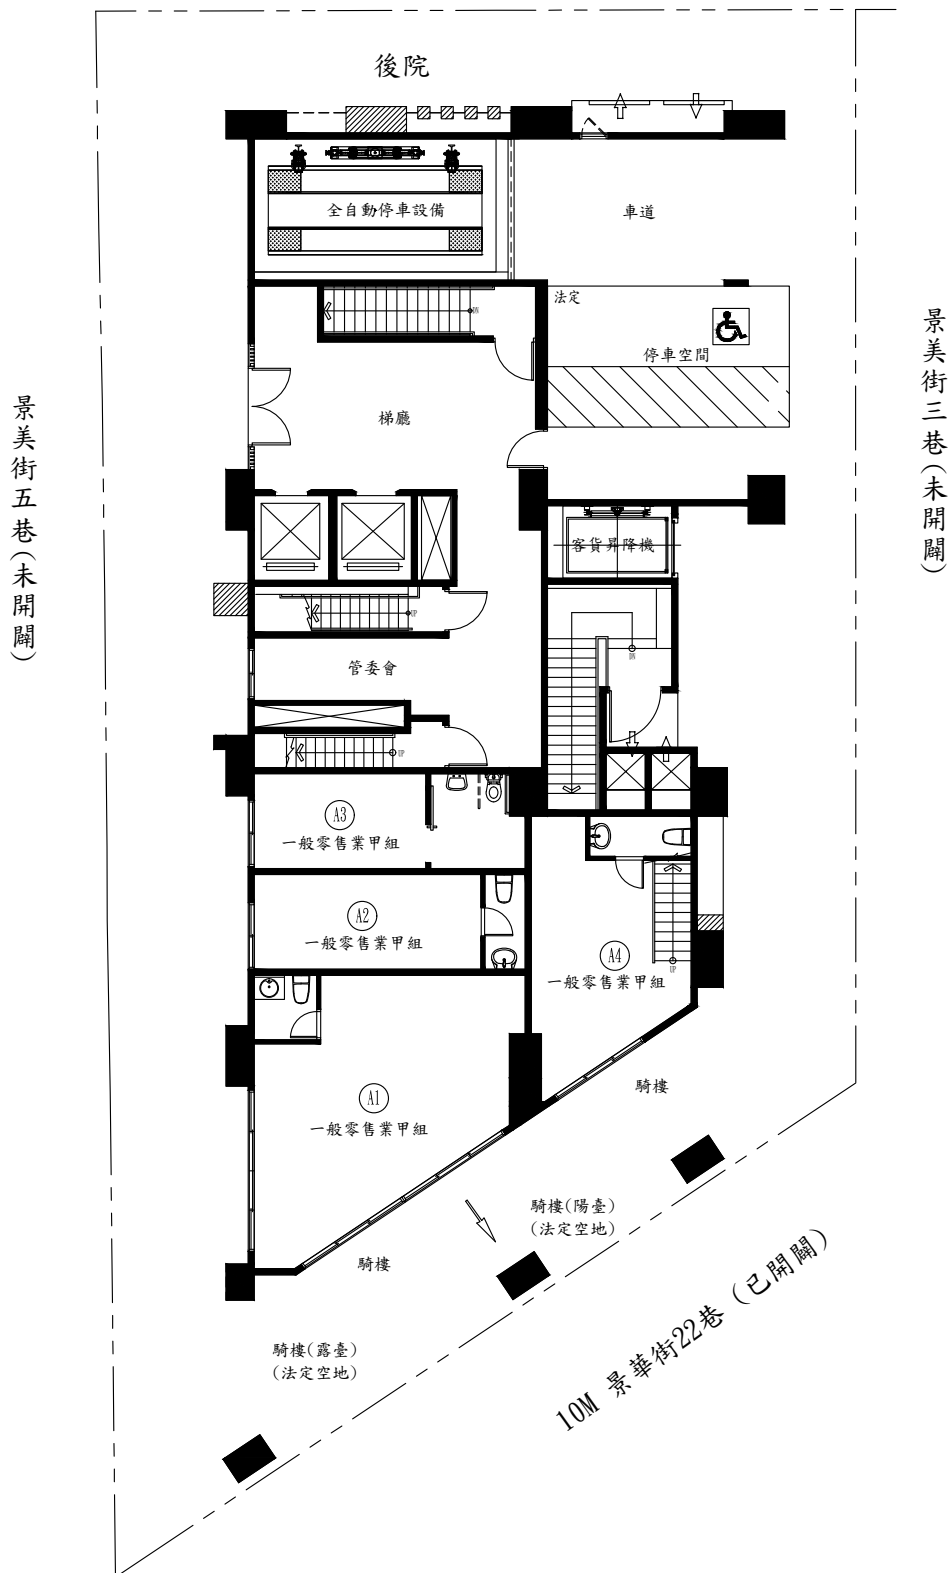 後院
全自動停車設備
車道
法定
DN
停車空間
梯廳
景美街三巷(未開闢)
景美街五巷(未開闢)
客貨昇降機
UP
DN
管委會
UP
A3
一般零售業甲組
A2
一般零售業甲組
A4
一般零售業甲組
UP
A1
一般零售業甲組
騎樓
騎樓(陽臺)
(法定空地)
騎樓
騎樓(露臺)
(法定空地)
10M 景華街22巷(已開闢)